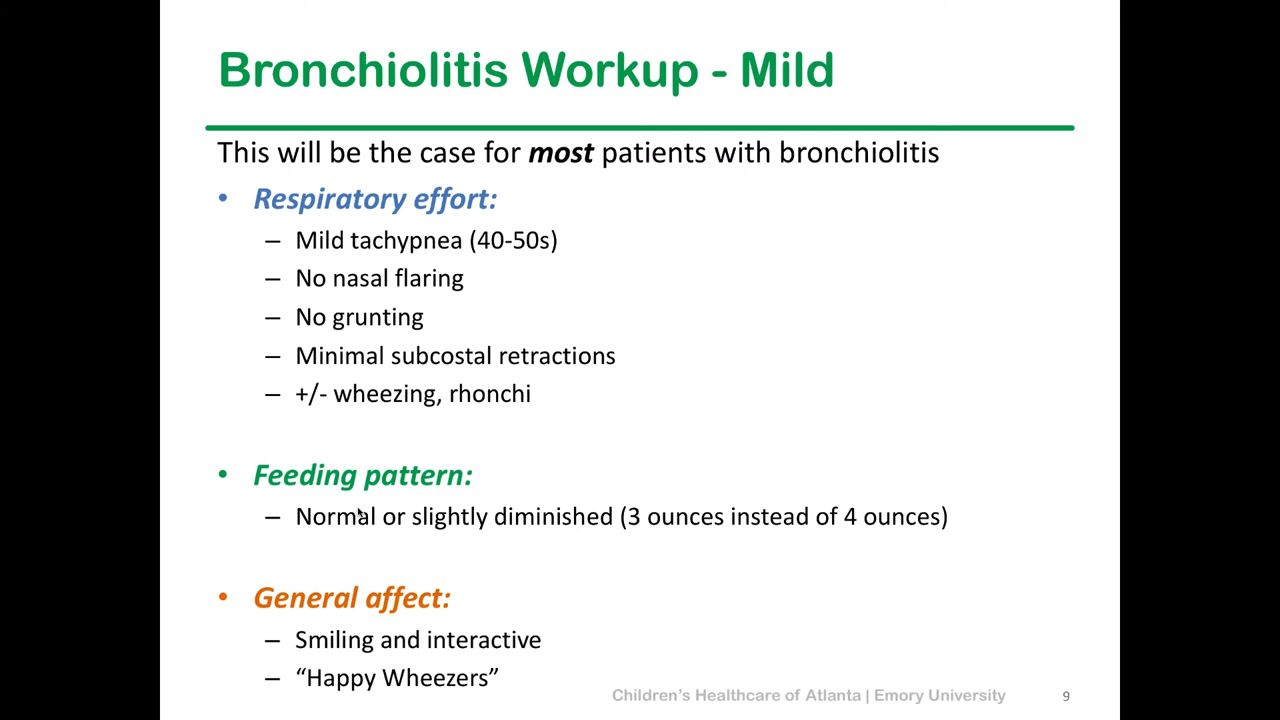 Bronchiolitis Workup - Mild
This will be the case for most patients with bronchiolitis
• Respiratory effort:
– Mild tachypnea (40-50s)
– No nasal flaring
– No grunting
– Minimal subcostal retractions
– +/- wheezing, rhonchi
• Feeding pattern:
– Normal or slightly diminished (3 ounces instead of 4 ounces)
• General affect:
– Smiling and interactive
– “Happy Wheezers”
Children’s Healthcare of Atlanta | Emory University
9